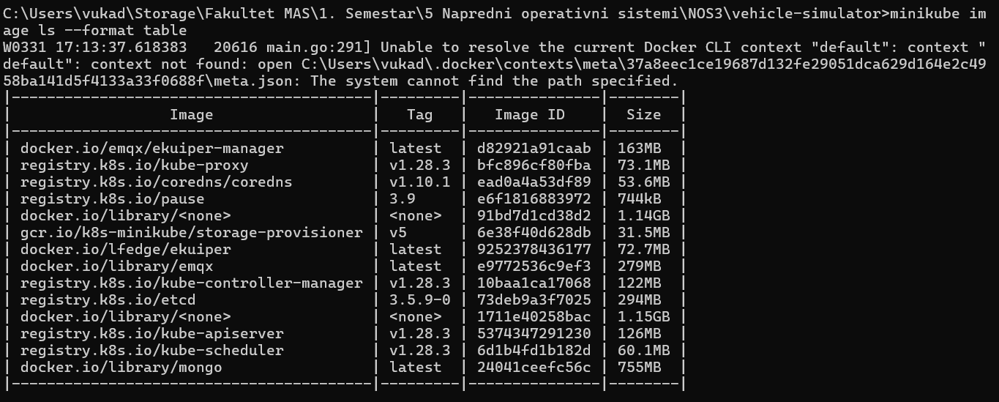 C:\Users\vukad\Storage\Fakultet MAS\1. Semestar\5 Napredni operativni sistemi\NOS3\vehicle-simulator>minikube im
age ls --format table
W0331 17:13:37.618383   20616 main.go:291] Unable to resolve the current Docker CLI context "default": context "
default": context not found: open C:\Users\vukad\.docker\contexts\meta\37a8eec1ce19687d132fe29051dca629d164e2c49
58ba141d5f4133a33f0688f\meta.json: The system cannot find the path specified.
|-----------------------------------------|---------|---------------|--------|
|                  Image                  |   Tag   |   Image ID    |  Size  |
|-----------------------------------------|---------|---------------|--------|
| docker.io/emqx/ekuiper-manager          | latest  | d82921a91caab | 163MB  |
| registry.k8s.io/kube-proxy              | v1.28.3 | bfc896cf80fba | 73.1MB |
| registry.k8s.io/coredns/coredns         | v1.10.1 | ead0a4a53df89 | 53.6MB |
| registry.k8s.io/pause                   | 3.9     | e6f1816883972 | 744kB  |
| docker.io/library/<none>                | <none>  | 91bd7d1cd38d2 | 1.14GB |
| gcr.io/k8s-minikube/storage-provisioner | v5      | 6e38f40d628db | 31.5MB |
| docker.io/lfedge/ekuiper                | latest  | 9252378436177 | 72.7MB |
| docker.io/library/emqx                  | latest  | e9772536c9ef3 | 279MB  |
| registry.k8s.io/kube-controller-manager | v1.28.3 | 10baa1ca17068 | 122MB  |
| registry.k8s.io/etcd                    | 3.5.9-0 | 73deb9a3f7025 | 294MB  |
| docker.io/library/<none>                | <none>  | 1711e40258bac | 1.15GB |
| registry.k8s.io/kube-apiserver          | v1.28.3 | 5374347291230 | 126MB  |
| registry.k8s.io/kube-scheduler          | v1.28.3 | 6d1b4fd1b182d | 60.1MB |
| docker.io/library/mongo                 | latest  | 24041ceefc56c | 755MB  |
|-----------------------------------------|---------|---------------|--------|